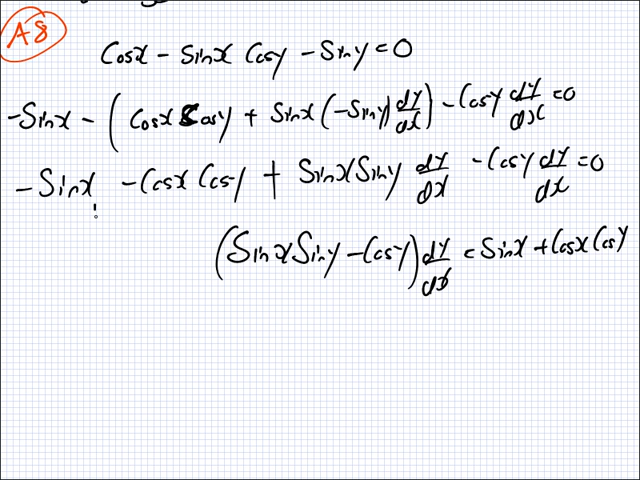 A8
Cosx - Sinx Cosy - Siny = 0
-Sinx - (Cosx Cosy + Sinx (-Siny) dy/dx) - Cosy dy/dx = 0
-Sinx - Cosx Cosy + Sinx Siny dy/dx - Cosy dy/dx = 0
(Sinx Siny - Cosy) dy/dx = Sinx + Cosx Cosy